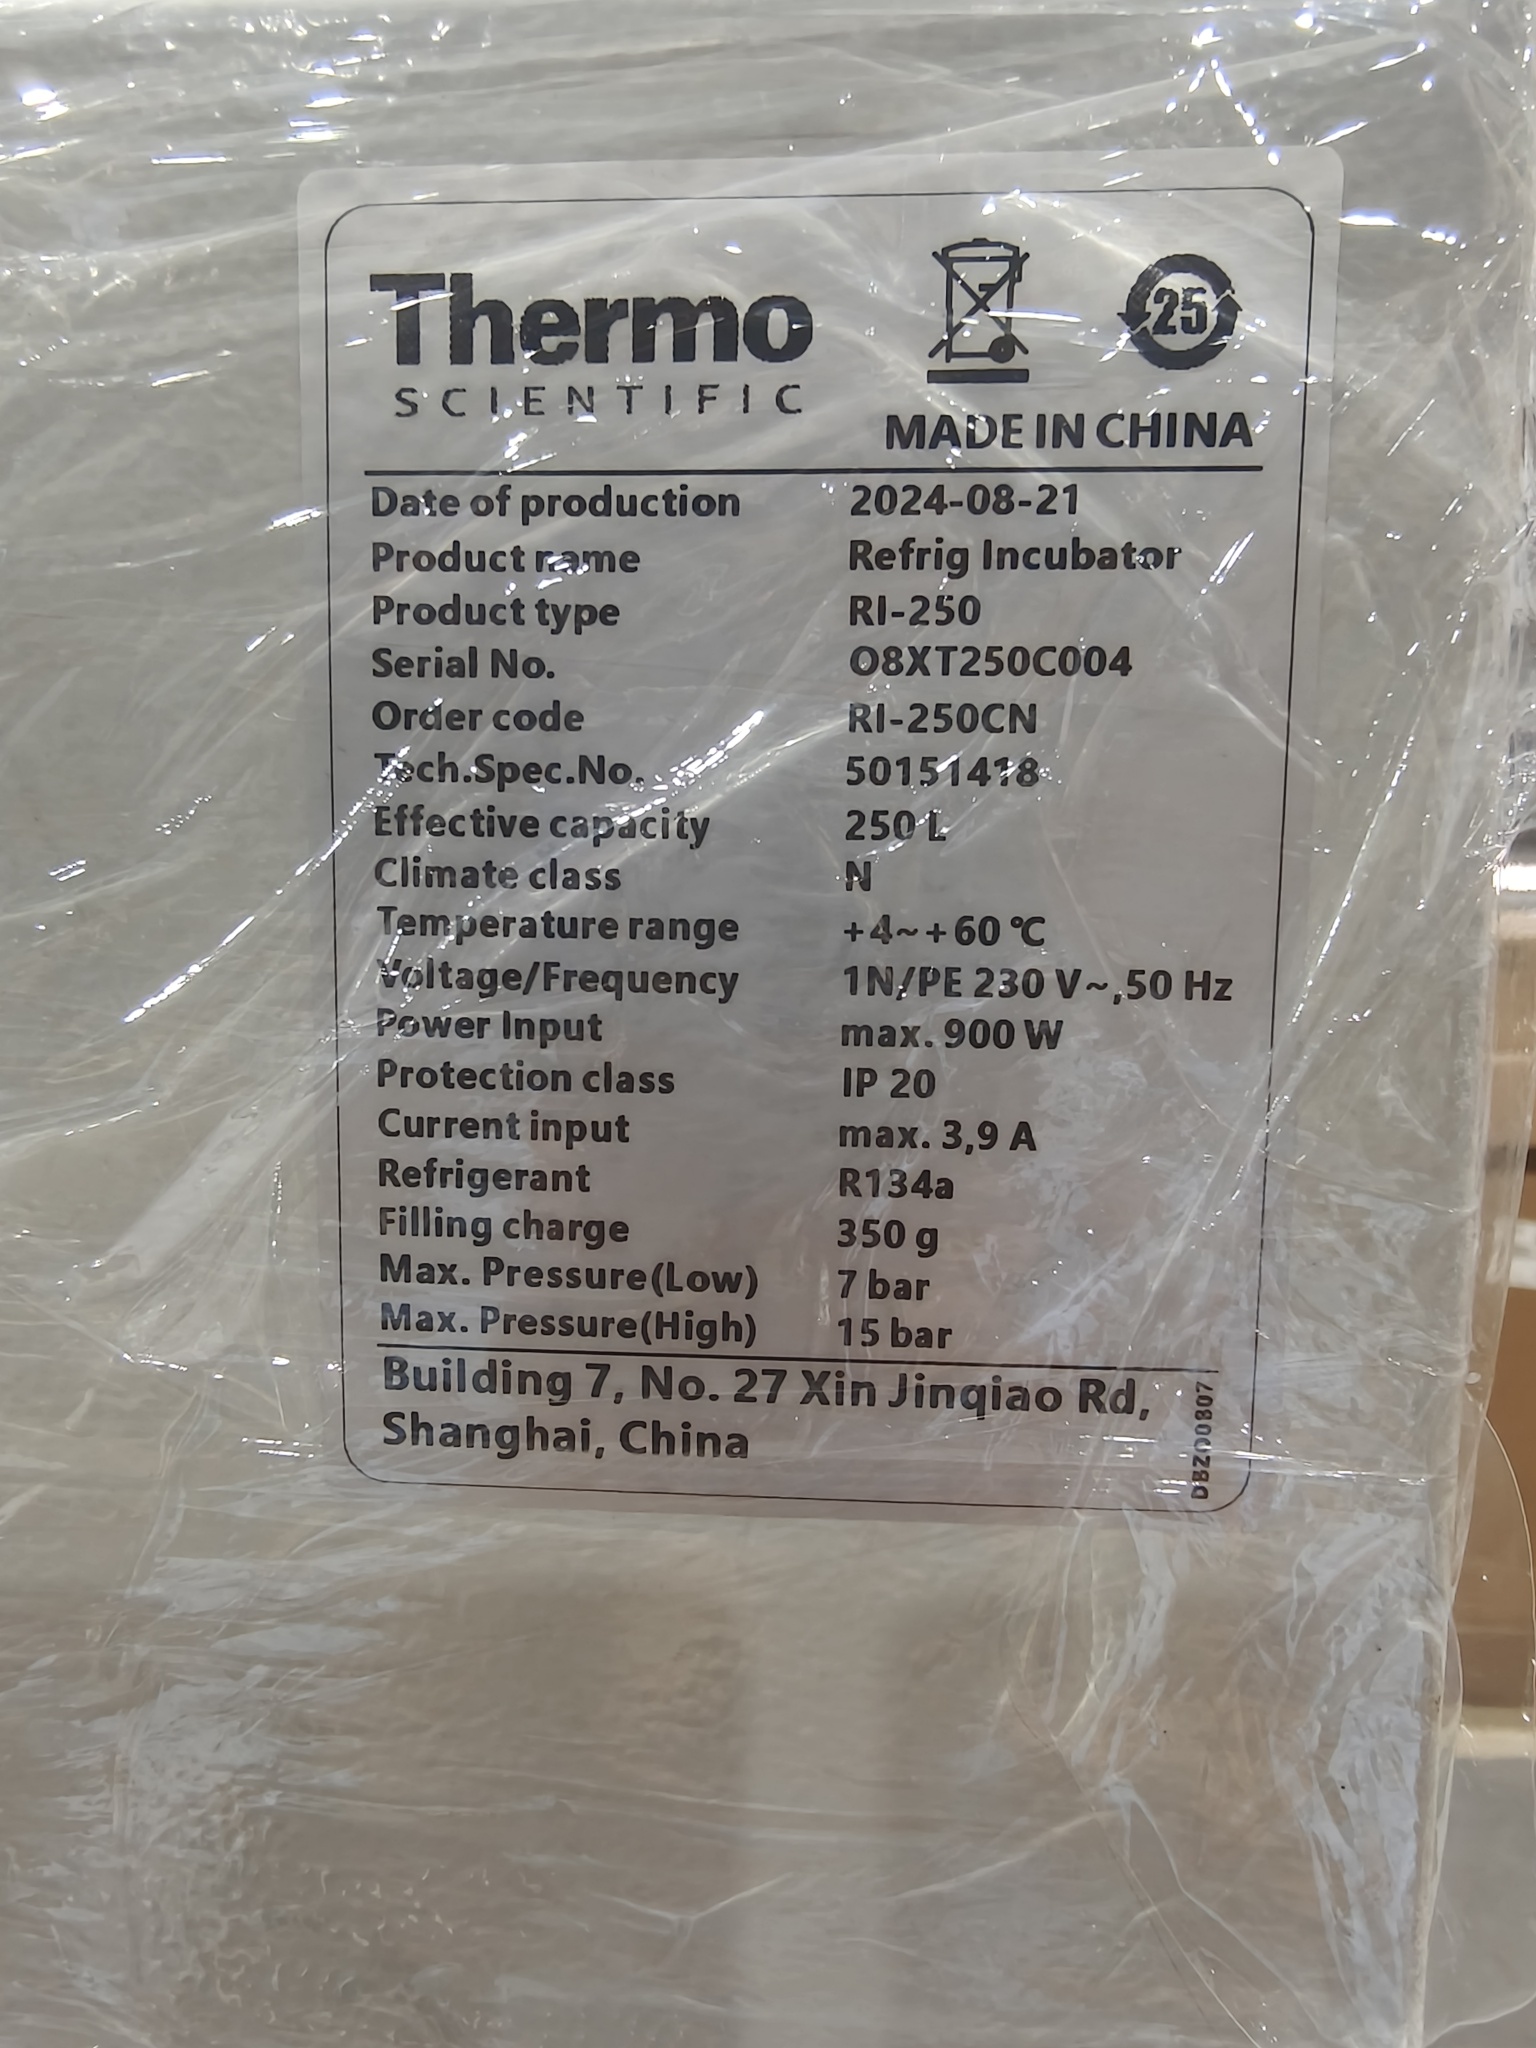 Thermo
SCIENTIFIC
25
MADE IN CHINA
Date of production 2024-08-21
Product name Refrig Incubator
Product type RI-250
Serial No. O8XT250C004
Order code RI-250CN
Tech.Spec.No. 50151418
Effective capacity 250 L
Climate class N
Temperature range +4~+60 ℃
Voltage/Frequency 1N/PE 230 V~,50 Hz
Power Input max. 900 W
Protection class IP 20
Current input max. 3,9 A
Refrigerant R134a
Filling charge 350 g
Max. Pressure(Low) 7 bar
Max. Pressure(High) 15 bar
Building 7, No. 27 Xin Jinqiao Rd,
Shanghai, China